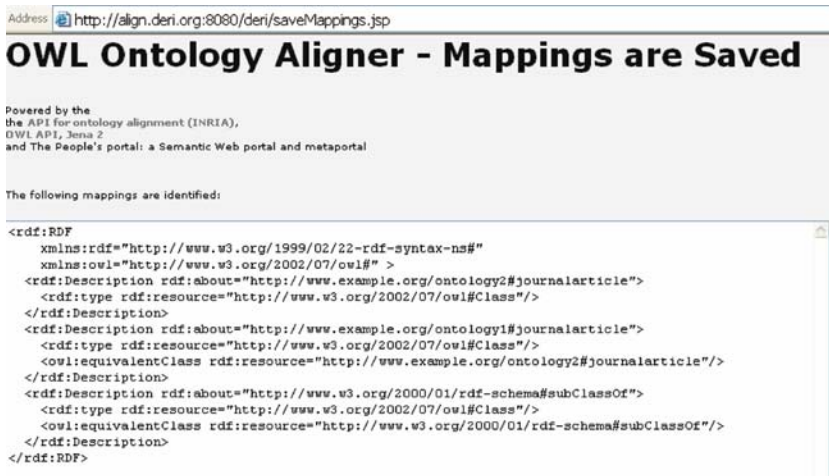 Address http://align.deri.org:8080/deri/saveMappings.jsp
OWL Ontology Aligner - Mappings are Saved
Powered by the
the API for ontology alignment (INRIA),
OWL API, Jena 2
and The People's portal: a Semantic Web portal and metaportal
The following mappings are identified:
<rdf:RDF
xmlns:rdf="http://www.w3.org/1999/02/22-rdf-syntax-ns#"
xmlns:owl="http://www.w3.org/2002/07/owl#" >
<rdf:Description rdf:about="http://www.example.org/ontology2#journalarticle">
<rdf:type rdf:resource="http://www.w3.org/2002/07/owl#Class"/>
</rdf:Description>
<rdf:Description rdf:about="http://www.example.org/ontology1#journalarticle">
<rdf:type rdf:resource="http://www.w3.org/2002/07/owl#Class"/>
<owl:equivalentClass rdf:resource="http://www.example.org/ontology2#journalarticle"/>
</rdf:Description>
<rdf:Description rdf:about="http://www.w3.org/2000/01/rdf-schema#subClassOf">
<rdf:type rdf:resource="http://www.w3.org/2002/07/owl#Class"/>
<owl:equivalentClass rdf:resource="http://www.w3.org/2000/01/rdf-schema#subClassOf"/>
</rdf:Description>
</rdf:RDF>